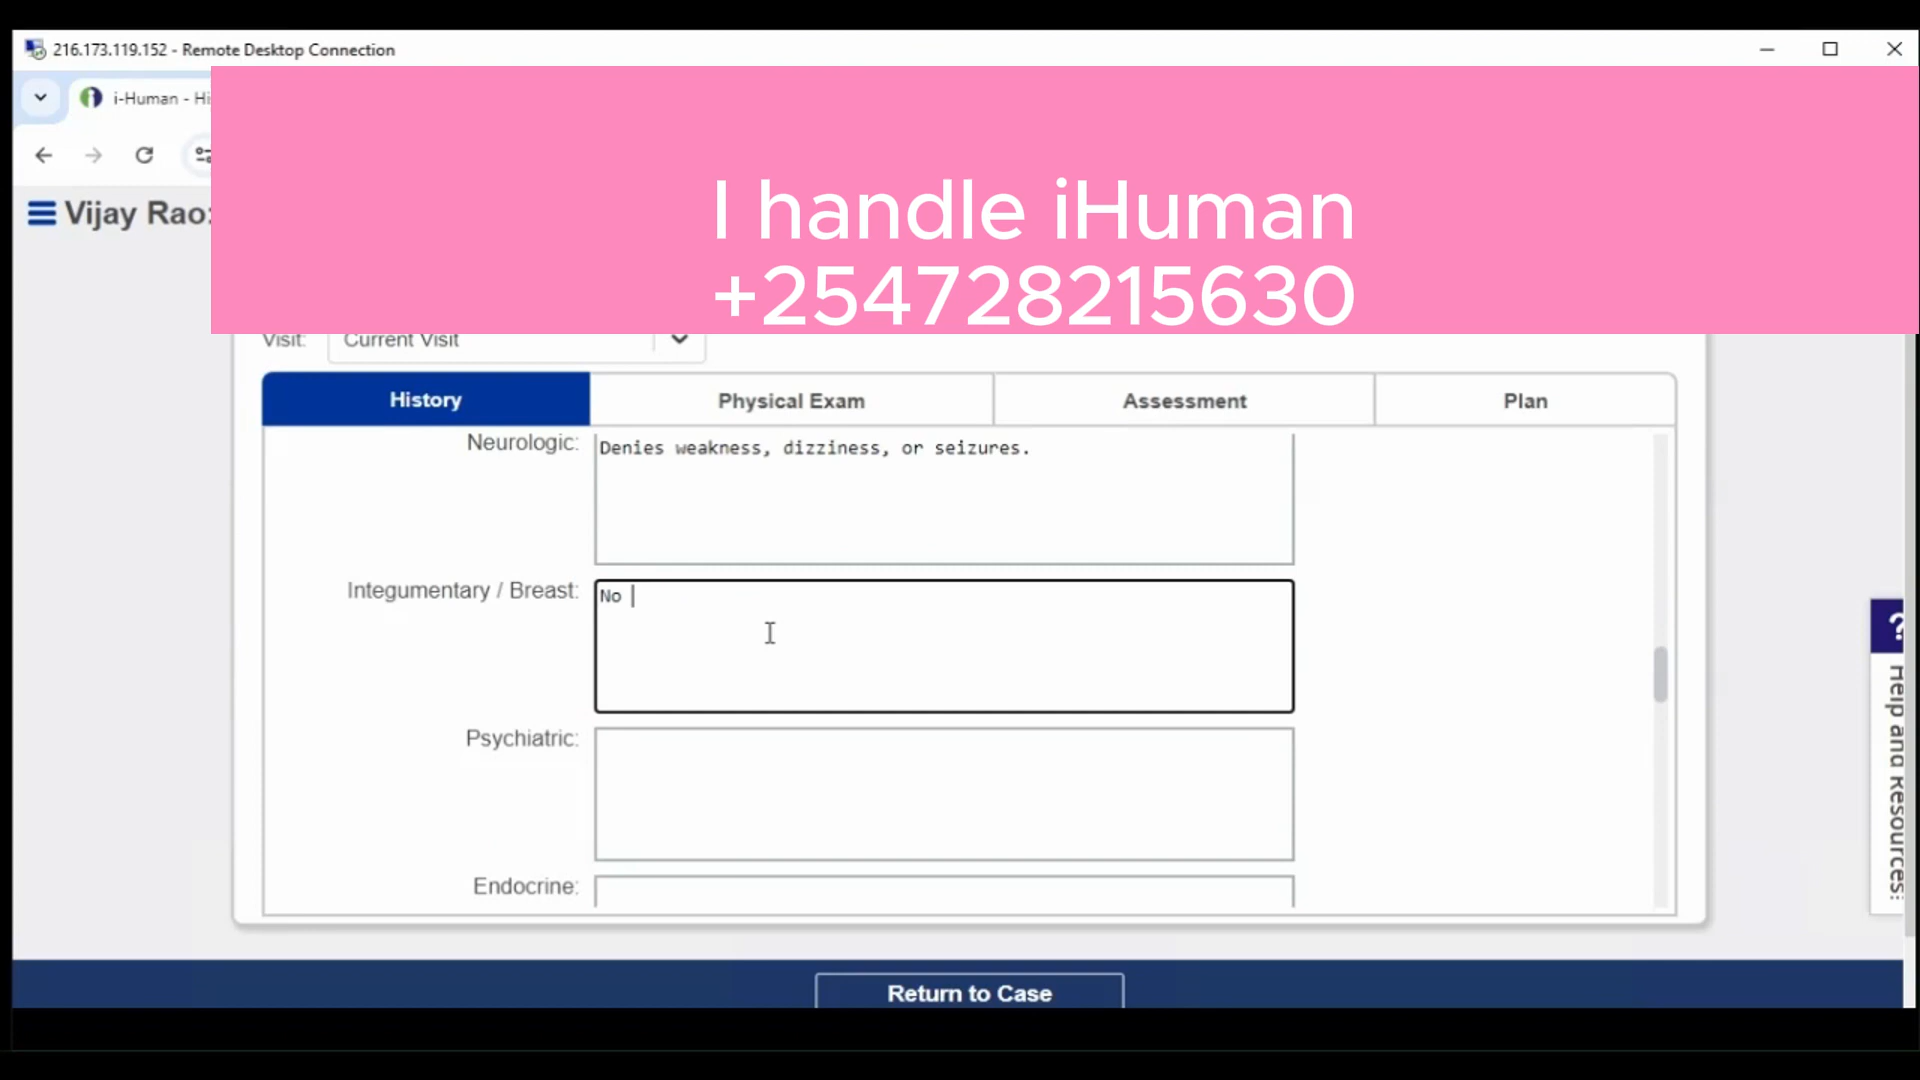 216.173.119.152 - Remote Desktop Connection
i-Human - Hi
Vijay Rao:
I handle iHuman
+254728215630
Visit: Current Visit
History Physical Exam Assessment Plan
Neurologic: Denies weakness, dizziness, or seizures.
Integumentary / Breast: No
Psychiatric:
Endocrine:
?
Help and Resources:
Return to Case